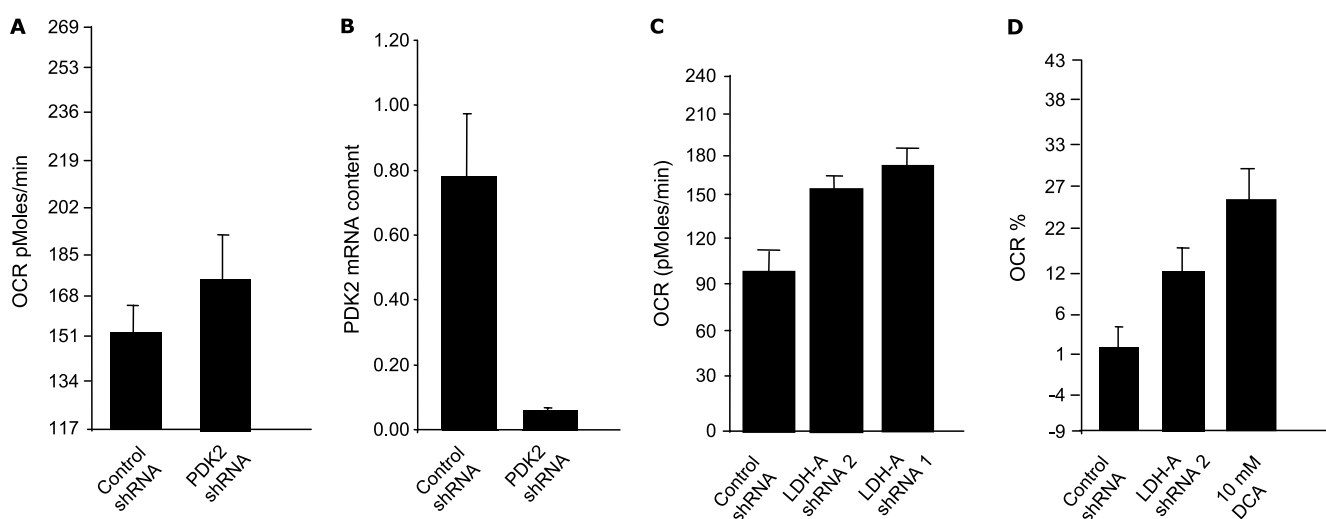 A
OCR pMoles/min
269
253
236
219
202
185
168
151
134
117
Control
shRNA
PDK2
shRNA
B
PDK2 mRNA content
1.20
1.00
0.80
0.60
0.40
0.20
0.00
Control
shRNA
PDK2
shRNA
C
OCR (pMoles/min)
240
210
180
150
120
90
60
30
0
Control
shRNA
LDH-A
shRNA 2
LDH-A
shRNA 1
D
OCR %
43
38
33
27
22
12
6
1
-4
-9
Control
shRNA
LDH-A
shRNA 2
10 mM
DCA